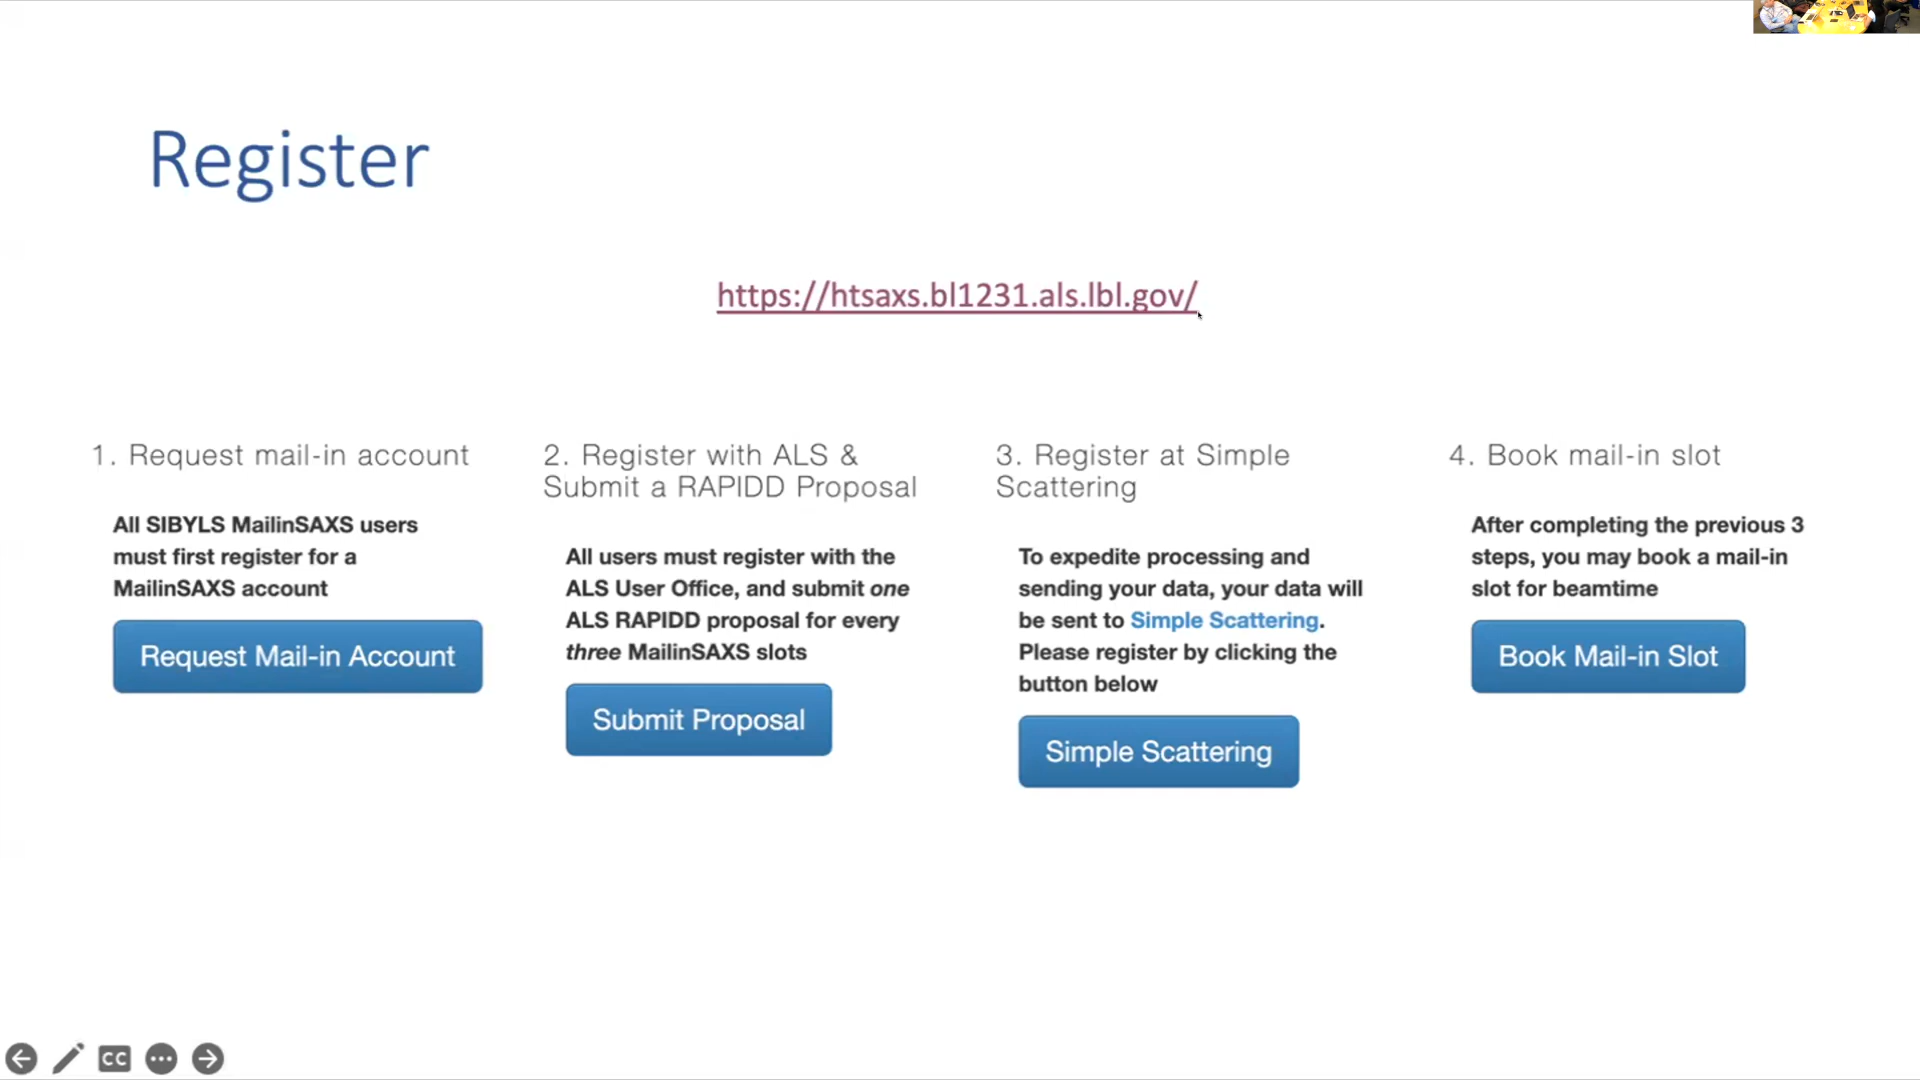 Register
https://htsaxs.bl1231.als.lbl.gov/
1. Request mail-in account
All SIBYLS MailinSAXS users
must first register for a
MailinSAXS account
Request Mail-in Account
2. Register with ALS &
Submit a RAPIDD Proposal
All users must register with the
ALS User Office, and submit one
ALS RAPIDD proposal for every
three MailinSAXS slots
Submit Proposal
3. Register at Simple
Scattering
To expedite processing and
sending your data, your data will
be sent to Simple Scattering.
Please register by clicking the
button below
Simple Scattering
4. Book mail-in slot
After completing the previous 3
steps, you may book a mail-in
slot for beamtime
Book Mail-in Slot
CC